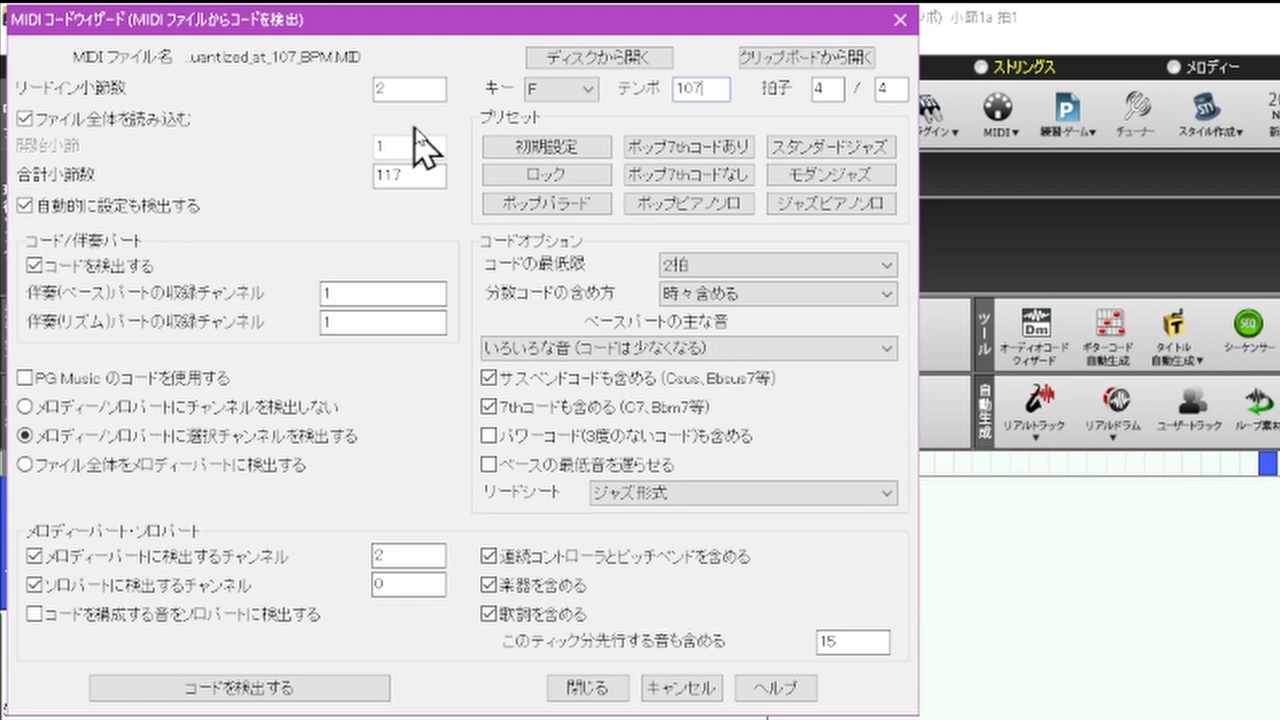 MIDI コードウィザード (MIDI ファイルからコードを検出)
小節1a 拍1
MIDI ファイル名 ...uantized_at_107_BPM.MID
ディスクから開く
クリップボードから開く
リードイン小節数 2
キー F テンポ 107 拍子 4 / 4
ファイル全体を読み込む
開始小節 1
合計小節数 117
自動的に設定も検出する
プリセット
初期設定 ポップ7thコードあり スタンダードジャズ
ロック ポップ7thコードなし モダンジャズ
ポップバラード ポップピアノソロ ジャズピアノソロ
コード/伴奏パート
コードを検出する
伴奏(ベース)パートの収録チャンネル 1
伴奏(リズム)パートの収録チャンネル 1
コードオプション
コードの最低限 2拍
分数コードの含め方 時々含める
ベースパートの主な音
いろいろな音 (コードは少なくなる)
PG Music のコードを使用する
メロディー/ソロパートにチャンネルを検出しない
メロディー/ソロパートに選択チャンネルを検出する
ファイル全体をメロディーパートに検出する
サスペンドコードも含める (Csus、Bbsus7等)
7thコードも含める (C7、Bbm7等)
パワーコード(3度のないコード)も含める
ベースの最低音を遅らせる
リードシート ジャズ形式
メロディーパート・ソロパート
メロディーパートに検出するチャンネル 2
ソロパートに検出するチャンネル 0
コードを構成する音をソロパートに検出する
連続コントローラとピッチベンドを含める
楽器を含める
歌詞を含める
このティック分先行する音も含める 15
コードを検出する 閉じる キャンセル ヘルプ
ストリングス メロディー
MIDI▼ 練習・ゲーム▼ チューナー スタイル作成▼
ツール
Dm SEQ
オーディオコード
ウィザード
ギターコード
自動生成
タイトル
自動生成▼
シーケンサー
自動生成
リアルトラック
▼
リアルドラム
▼
ユーザートラック
ループ素材